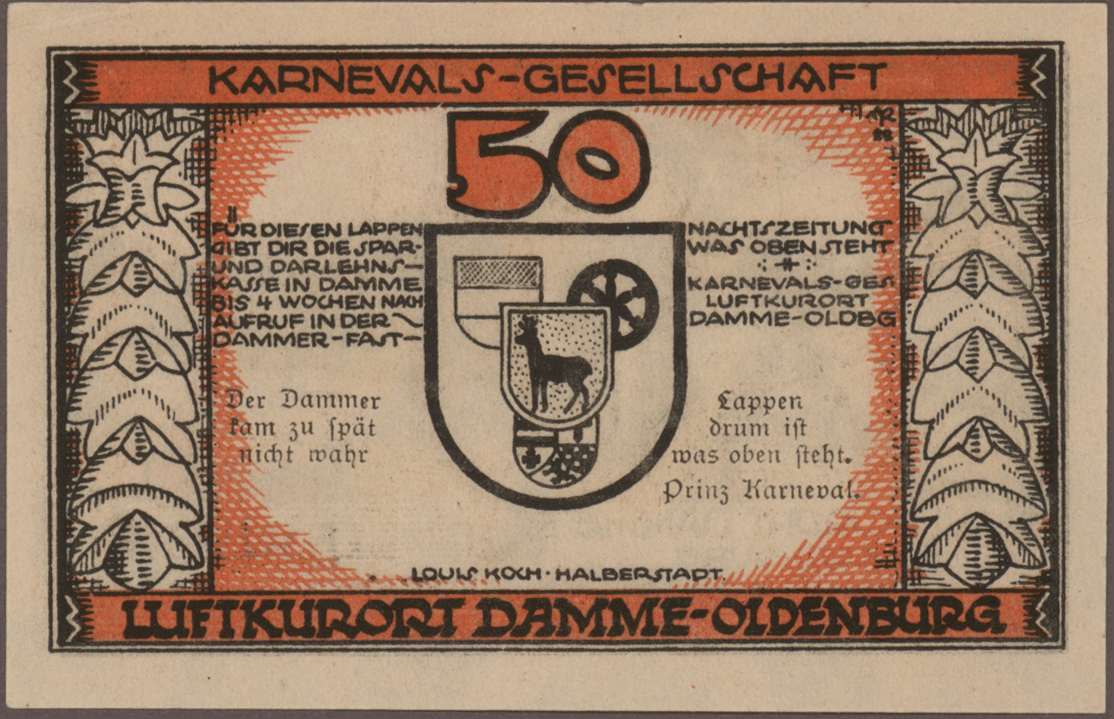 KARNEVALS-GESELLSCHAFT
50
FÜR DIESEN LAPPEN
GIBT DIR DIE SPAR-
UND DARLEHNS-
KASSE IN DAMME
BIS 4 WOCHEN NACH
AUFRUF IN DER
DAMMER-FAST-
NACHTSZEITUNG
WAS OBEN STEHT
KARNEVALS-GES
LUFTKURORT
DAMME-OLDBG
Der Dammer Lappen
kam zu spät drum ist
nicht wahr was oben steht.
Prinz Karneval.
LOUIS KOCH · HALBERSTADT.
LUFTKURORT DAMME-OLDENBURG